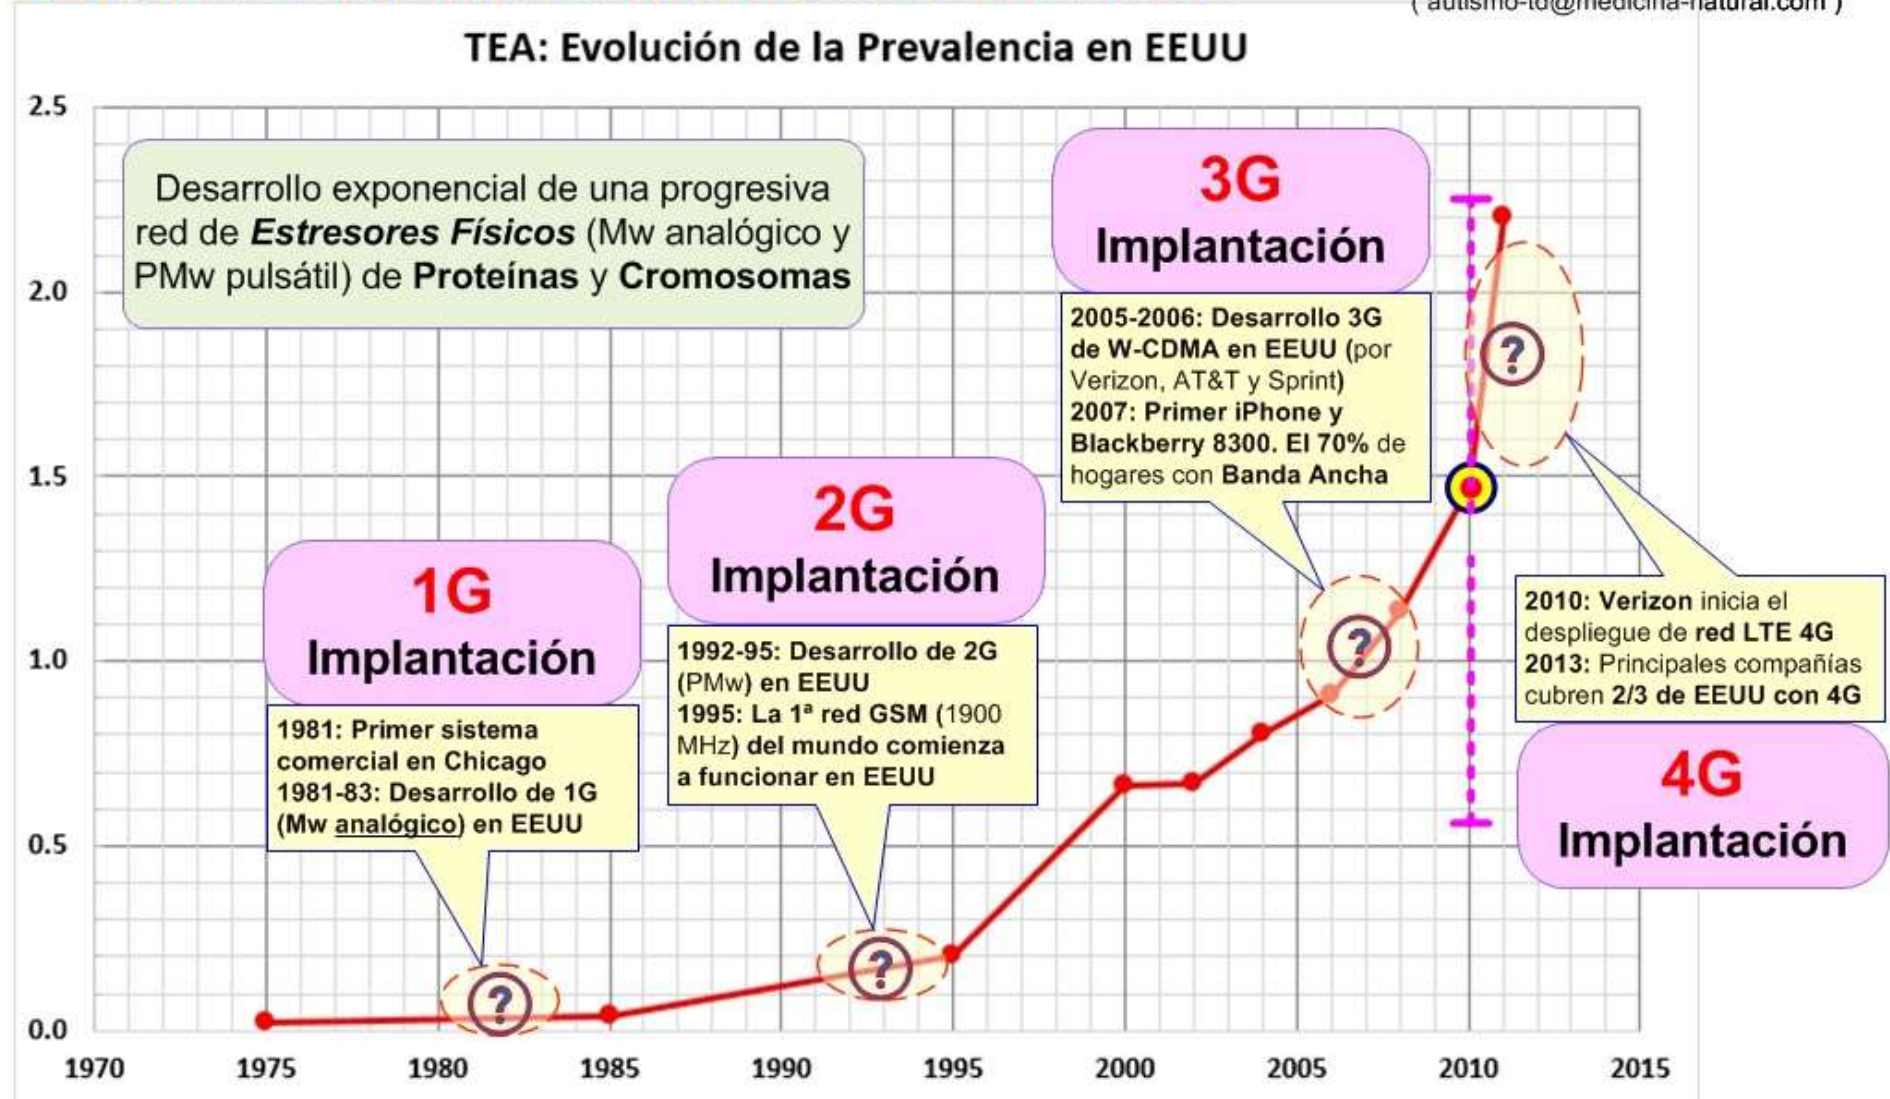 ( autismo-td@medicina-natural.com )
TEA: Evolución de la Prevalencia en EEUU
2.5
2.0
1.5
1.0
0.5
0.0
Desarrollo exponencial de una progresiva
red de Estresores Físicos (Mw analógico y
PMw pulsátil) de Proteínas y Cromosomas
1G
Implantación
1981: Primer sistema
comercial en Chicago
1981-83: Desarrollo de 1G
(Mw analógico) en EEUU
?
2G
Implantación
1992-95: Desarrollo de 2G
(PMw) en EEUU
1995: La 1ª red GSM (1900
MHz) del mundo comienza
a funcionar en EEUU
?
3G
Implantación
2005-2006: Desarrollo 3G
de W-CDMA en EEUU (por
Verizon, AT&T y Sprint)
2007: Primer iPhone y
Blackberry 8300. El 70% de
hogares con Banda Ancha
?
?
2010: Verizon inicia el
despliegue de red LTE 4G
2013: Principales compañías
cubren 2/3 de EEUU con 4G
4G
Implantación
1970 1975 1980 1985 1990 1995 2000 2005 2010 2015